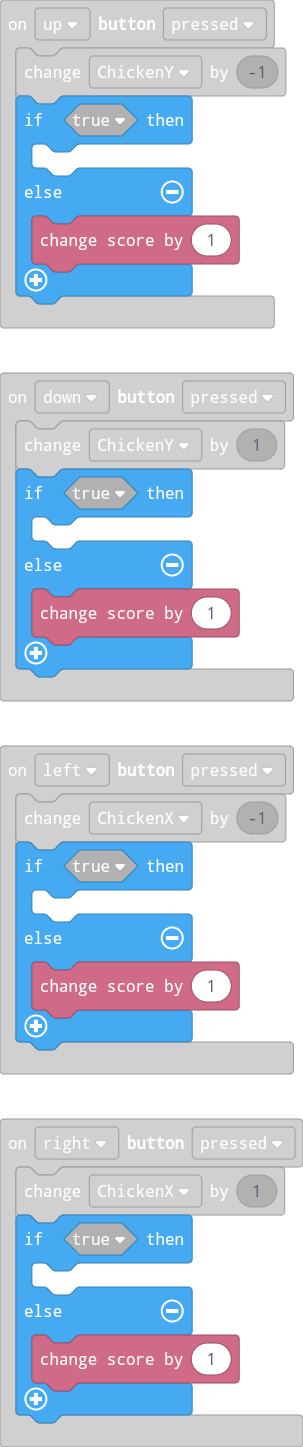 on up button pressed
change ChickenY by -1
if true then
else
change score by 1
on down button pressed
change ChickenY by 1
if true then
else
change score by 1
on left button pressed
change ChickenX by -1
if true then
else
change score by 1
on right button pressed
change ChickenX by 1
if true then
else
change score by 1